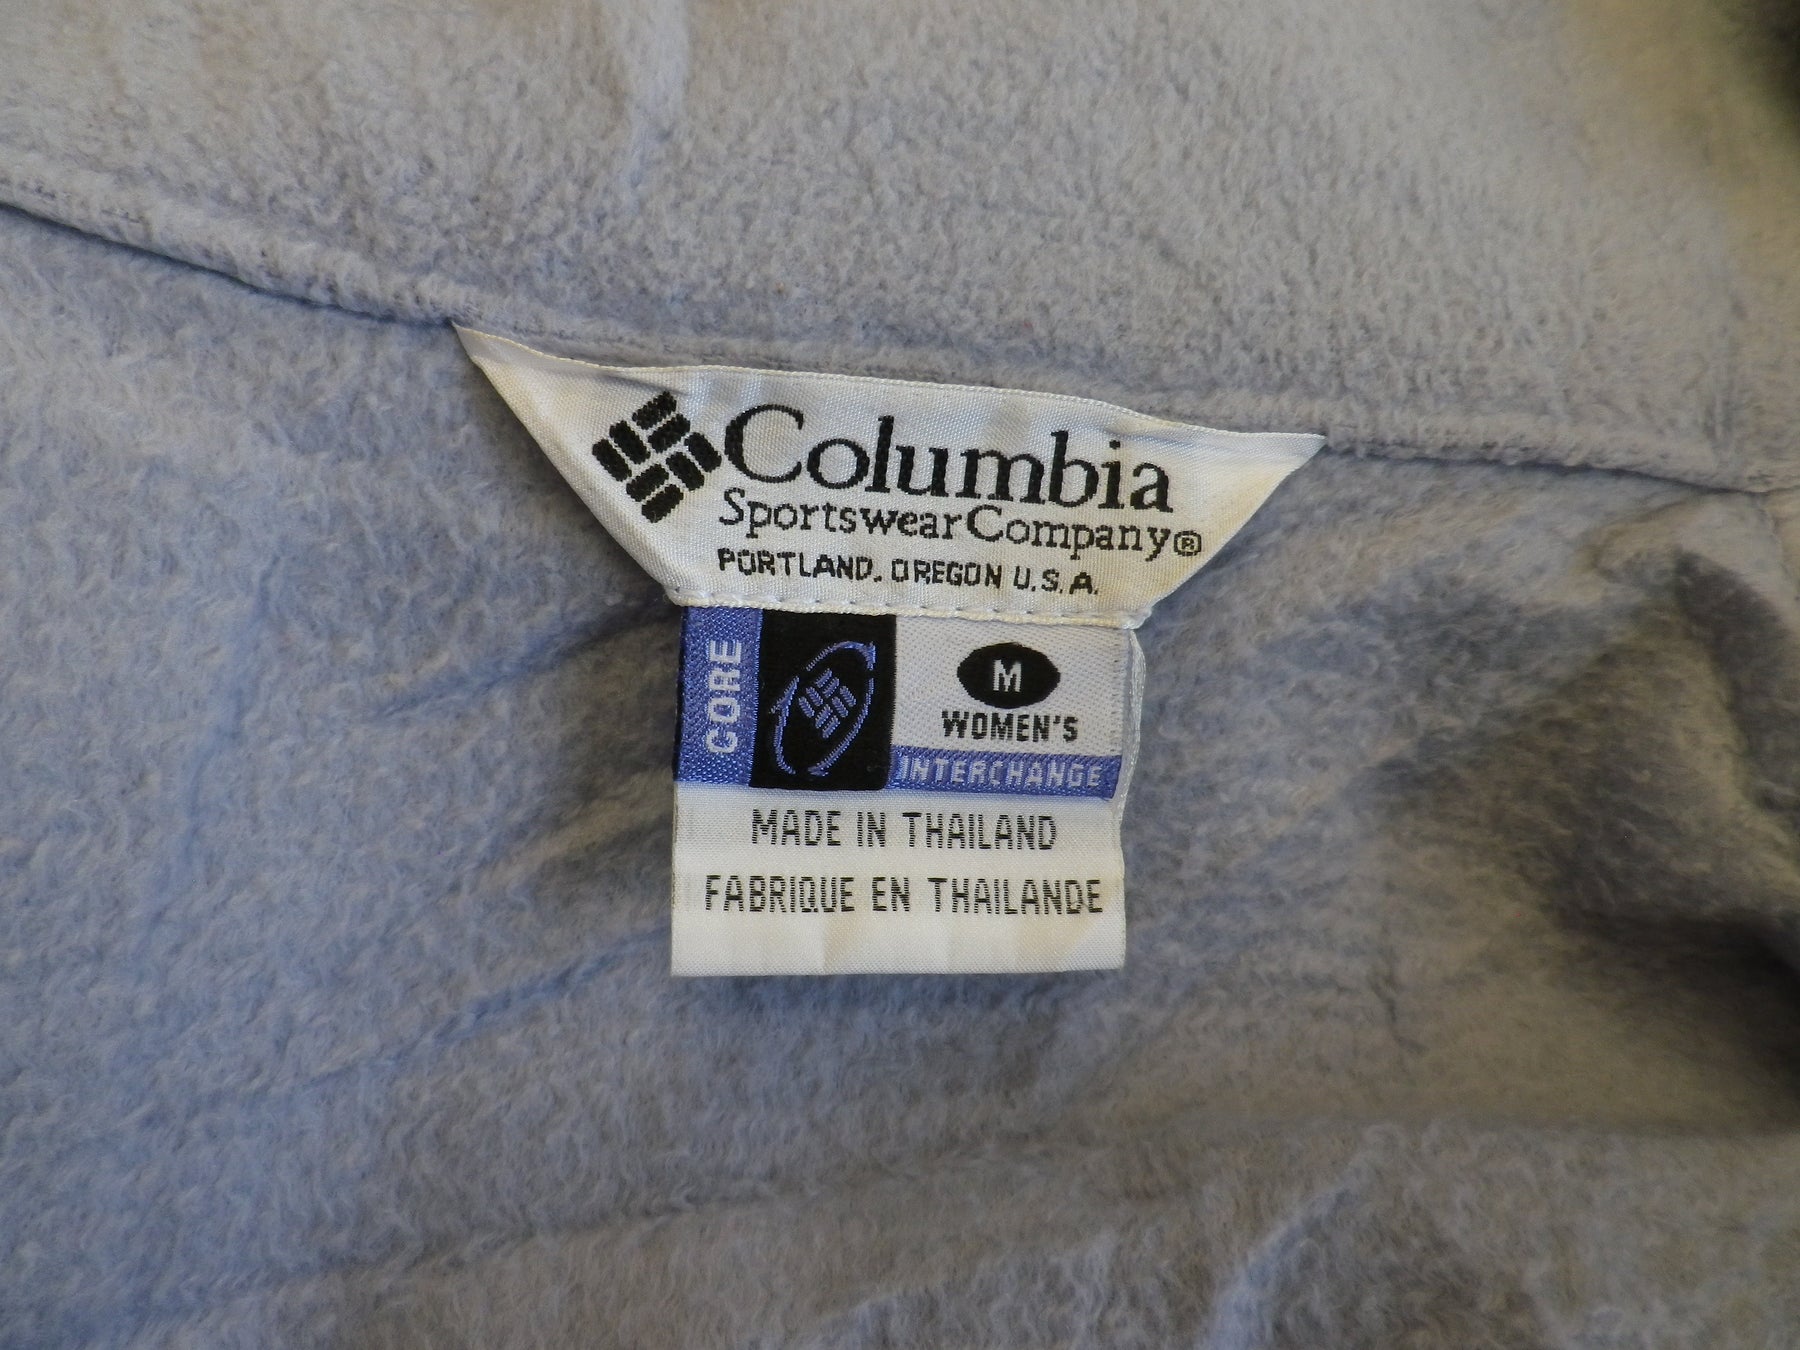 Columbia
Sportswear Company®
PORTLAND, OREGON U.S.A.
CORE
M
WOMEN'S
INTERCHANGE
MADE IN THAILAND
FABRIQUE EN THAILANDE